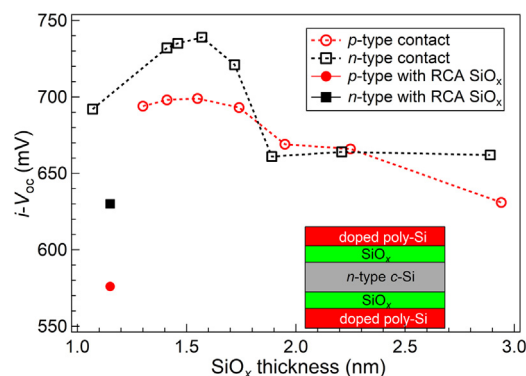 750
700
650
600
550
i-Voc (mV)
p-type contact
n-type contact
p-type with RCA SiOx
n-type with RCA SiOx
doped poly-Si
SiOx
n-type c-Si
SiOx
doped poly-Si
1.0 1.5 2.0 2.5 3.0
SiOx thickness (nm)